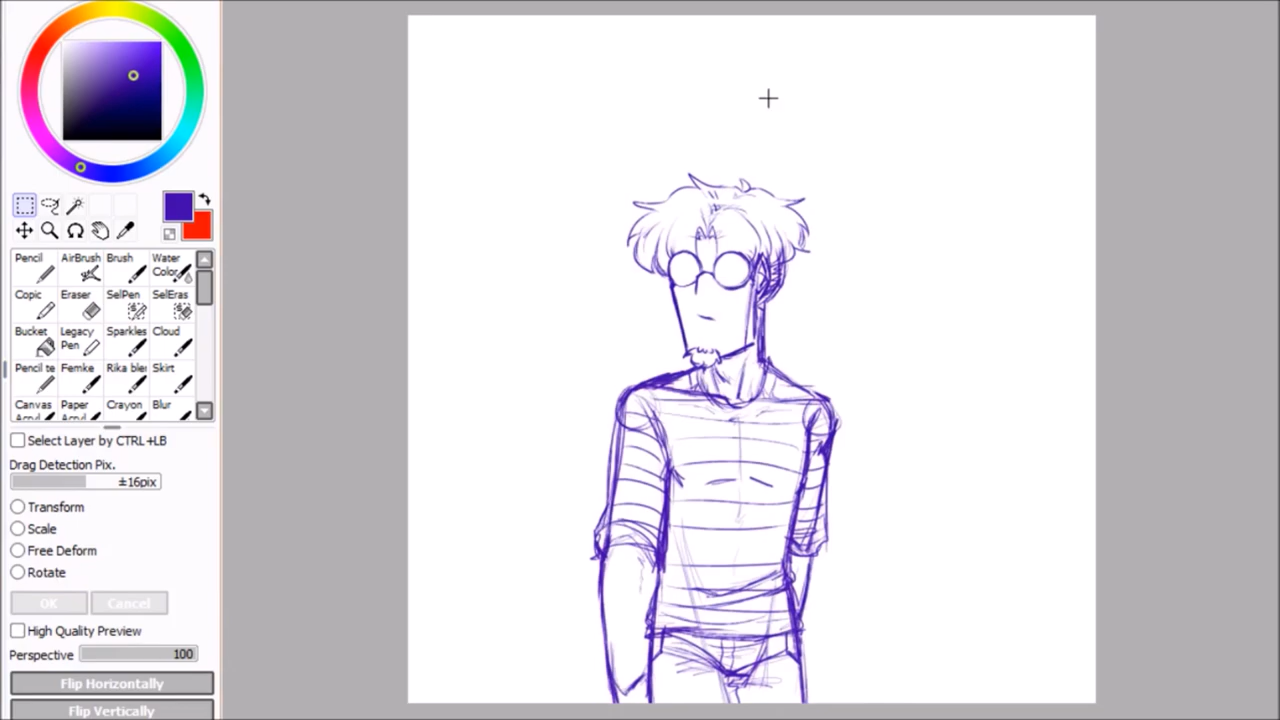 Pencil AirBrush Brush Water Color
Copic Eraser SelPen SelEras
Bucket Legacy Pen Sparkles Cloud
Pencil te Femke Rika ble Skirt
Canvas Paper Crayon Blur
Acryl Acryl
Select Layer by CTRL+LB
Drag Detection Pix.
±16pix
Transform
Scale
Free Deform
Rotate
OK Cancel
High Quality Preview
Perspective 100
Flip Horizontally
Flip Vertically